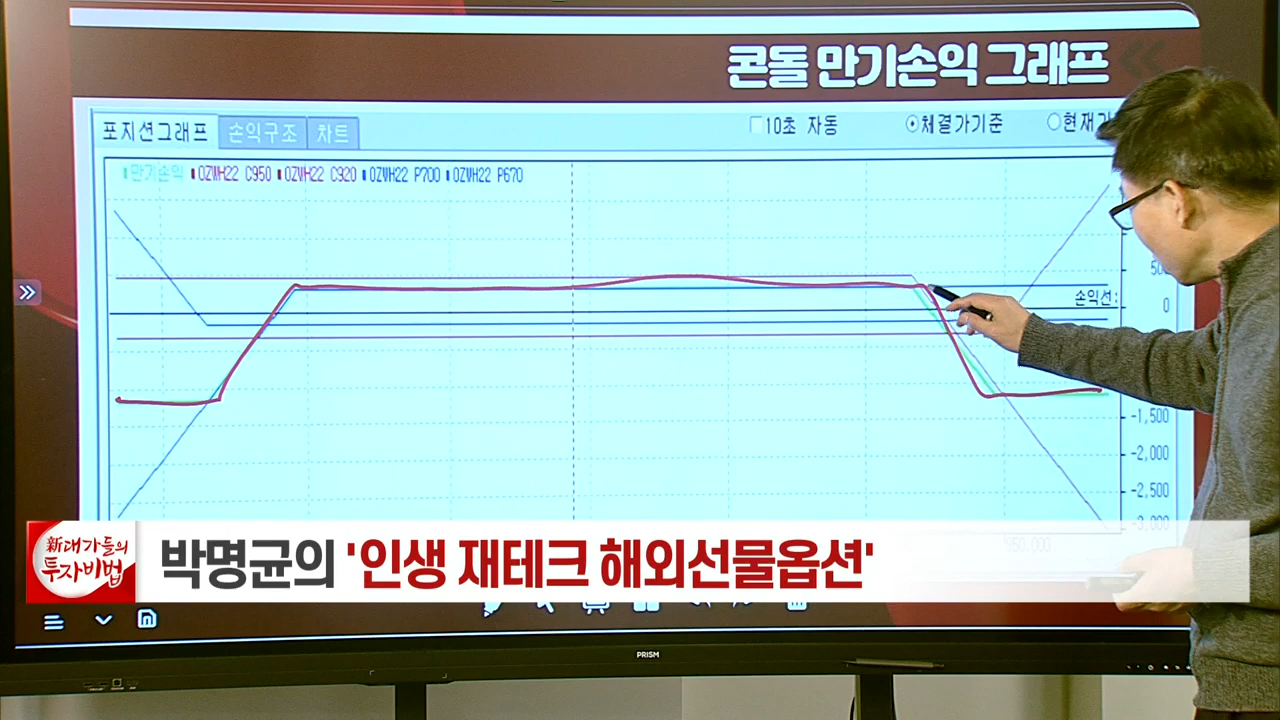 콘돌 만기손익 그래프
포지션그래프 손익구조 차트
10초 자동 체결가기준 현재가
만기손익 OZWH22 C950 OZWH22 C920 OZWH22 P700 OZWH22 P670
손익선:
0
-1,500
-2,000
-2,500
-3,000
新대가들의
투자비법
박명균의 '인생 재테크 해외선물옵션'
PRISM